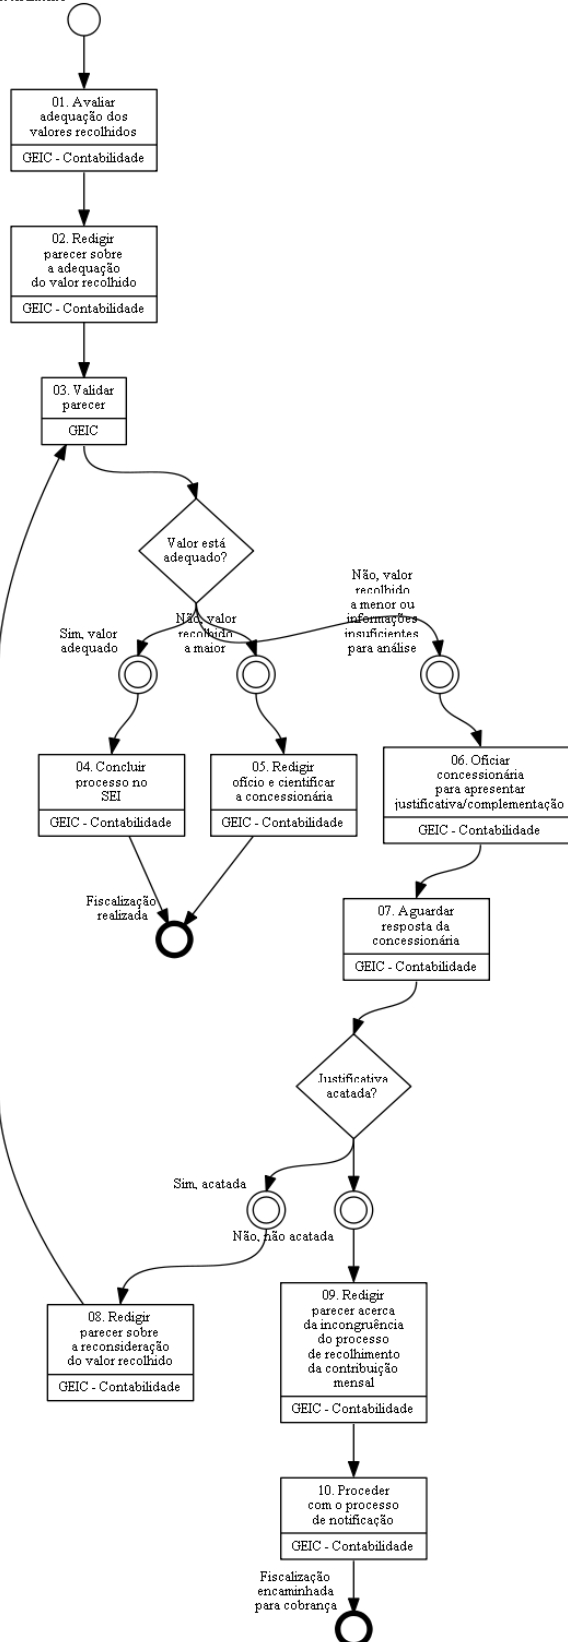 01. Avaliar
adequação dos
valores recolhidos
GEIC - Contabilidade
02. Redigir
parecer sobre
a adequação
do valor recolhido
GEIC - Contabilidade
03. Validar
parecer
GEIC
Valor está
adequado?
Sim, valor
adequado
Não, valor
recolhido
a maior
Não, valor
recolhido
a menor ou
informações
insuficientes
para análise
04. Concluir
processo no
SEI
GEIC - Contabilidade
05. Redigir
ofício e cientificar
a concessionária
GEIC - Contabilidade
06. Oficiar
concessionária
para apresentar
justificativa/complementação
GEIC - Contabilidade
Fiscalização
realizada
07. Aguardar
resposta da
concessionária
GEIC - Contabilidade
Justificativa
acatada?
Sim, acatada
Não, não acatada
08. Redigir
parecer sobre
a reconsideração
do valor recolhido
GEIC - Contabilidade
09. Redigir
parecer acerca
da incongruência
do processo
de recolhimento
da contribuição
mensal
GEIC - Contabilidade
10. Proceder
com o processo
de notificação
GEIC - Contabilidade
Fiscalização
encaminhada
para cobrança